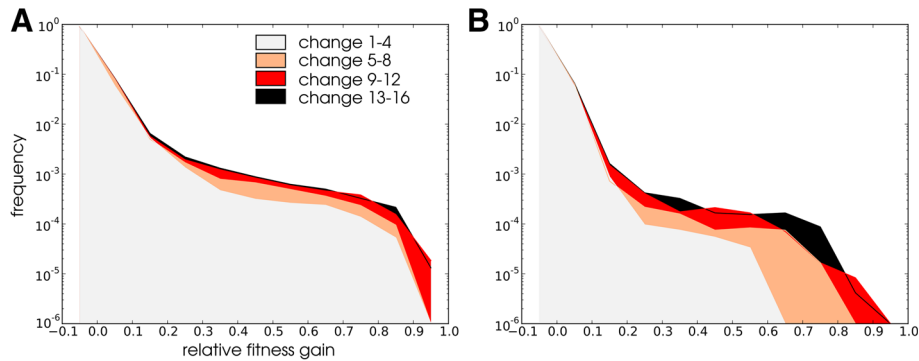 A
B
change 1-4
change 5-8
change 9-12
change 13-16
frequency
10^0
10^-1
10^-2
10^-3
10^-4
10^-5
10^-6
-0.1 0.0 0.1 0.2 0.3 0.4 0.5 0.6 0.7 0.8 0.9 1.0
relative fitness gain
10^0
10^-1
10^-2
10^-3
10^-4
10^-5
10^-6
-0.1 0.0 0.1 0.2 0.3 0.4 0.5 0.6 0.7 0.8 0.9 1.0
relative fitness gain